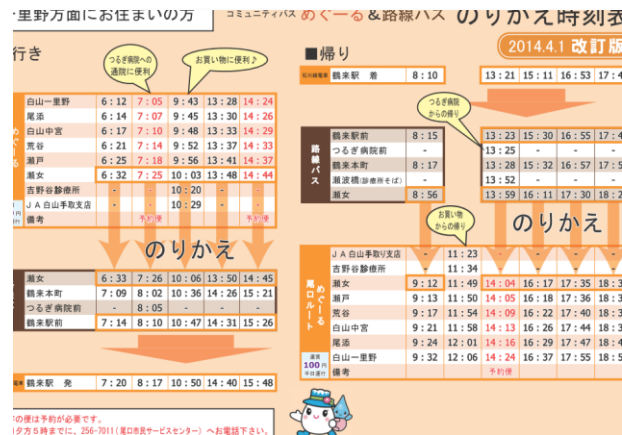 里野方面にお住まいの方
コミュニティバス めぐーる&路線バス のりかえ時刻表
2014.4.1 改訂版
行き
つるぎ病院への
通院に便利
お買い物に便利♪
白山一里野 6:12 7:05 9:43 13:28 14:24
尾添 6:14 7:07 9:45 13:30 14:26
白山中宮 6:17 7:10 9:48 13:33 14:29
荒谷 6:21 7:14 9:52 13:37 14:33
瀬戸 6:25 7:18 9:56 13:41 14:37
瀬女 6:32 7:25 10:03 13:48 14:44
吉野谷診療所 - - 10:20 - -
JA白山手取支店 - - 10:29 - -
備考 予約便 予約便
のりかえ
瀬女 6:33 7:26 10:06 13:50 14:45
鶴来本町 7:09 8:02 10:36 14:26 15:21
つるぎ病院前 - 8:05 - - -
鶴来駅前 7:14 8:10 10:47 14:31 15:26
鶴来駅 発 7:20 8:17 10:50 14:40 15:48
の便は予約が必要です。
夕方5時までに、256-7011(尾口市民サービスセンター)へお電話下さい。
■帰り
石川線電車 鶴来駅 着 8:10 13:21 15:11 16:53 17:4
つるぎ病院
からの帰り
路線バス
鶴来駅前 8:15 13:23 15:30 16:55 17:4
つるぎ病院前 - 13:25 - -
鶴来本町 8:17 13:28 15:32 16:57 17:5
瀬波橋(診療所そば) - 13:52 - -
瀬女 8:56 13:59 16:11 17:30 18:2
お買い物
からの帰り
のりかえ
尾口ルート
めぐーる
運賃
100円
平日運行
JA白山手取り支店 - 11:23 - - - -
吉野谷診療所 - 11:34 - - - -
瀬女 9:12 11:49 14:04 16:17 17:35 18:3
瀬戸 9:13 11:50 14:05 16:18 17:36 18:3
荒谷 9:17 11:54 14:09 16:22 17:40 18:3
白山中宮 9:21 11:58 14:13 16:26 17:44 18:3
尾添 9:24 12:01 14:16 16:29 17:47 18:4
白山一里野 9:32 12:06 14:24 16:37 17:55 18:5
備考 予約便